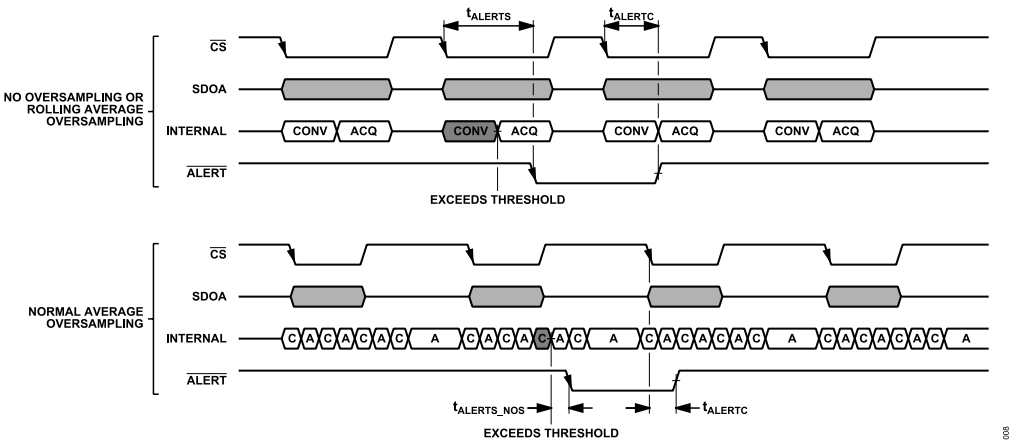 tALERTS
tALERTC
CS
SDOA
NO OVERSAMPLING OR
ROLLING AVERAGE
OVERSAMPLING
INTERNAL
CONV ACQ CONV ACQ CONV ACQ CONV ACQ
ALERT
EXCEEDS THRESHOLD
CS
SDOA
NORMAL AVERAGE
OVERSAMPLING
INTERNAL
C A C A C A C A C A C A C A C A C A C A C A C A C A C A C A
ALERT
tALERTS_NOS
tALERTC
EXCEEDS THRESHOLD
008